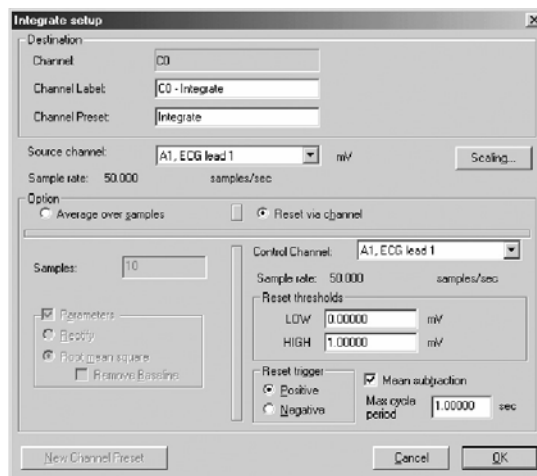 Integrate setup
Destination
Channel: C0
Channel Label: C0 - Integrate
Channel Preset: Integrate
Source channel: A1, ECG lead 1 mV Scaling...
Sample rate: 50.000 samples/sec
Option
Average over samples Reset via channel
Samples: 10
Control Channel: A1, ECG lead 1
Sample rate: 50.000 samples/sec
Parameters
Rectify
Root mean square
Remove Baseline
Reset thresholds
LOW 0.00000 mV
HIGH 1.00000 mV
Reset trigger
Positive
Negative
Mean subtraction
Max cycle period 1.00000 sec
New Channel Preset Cancel OK